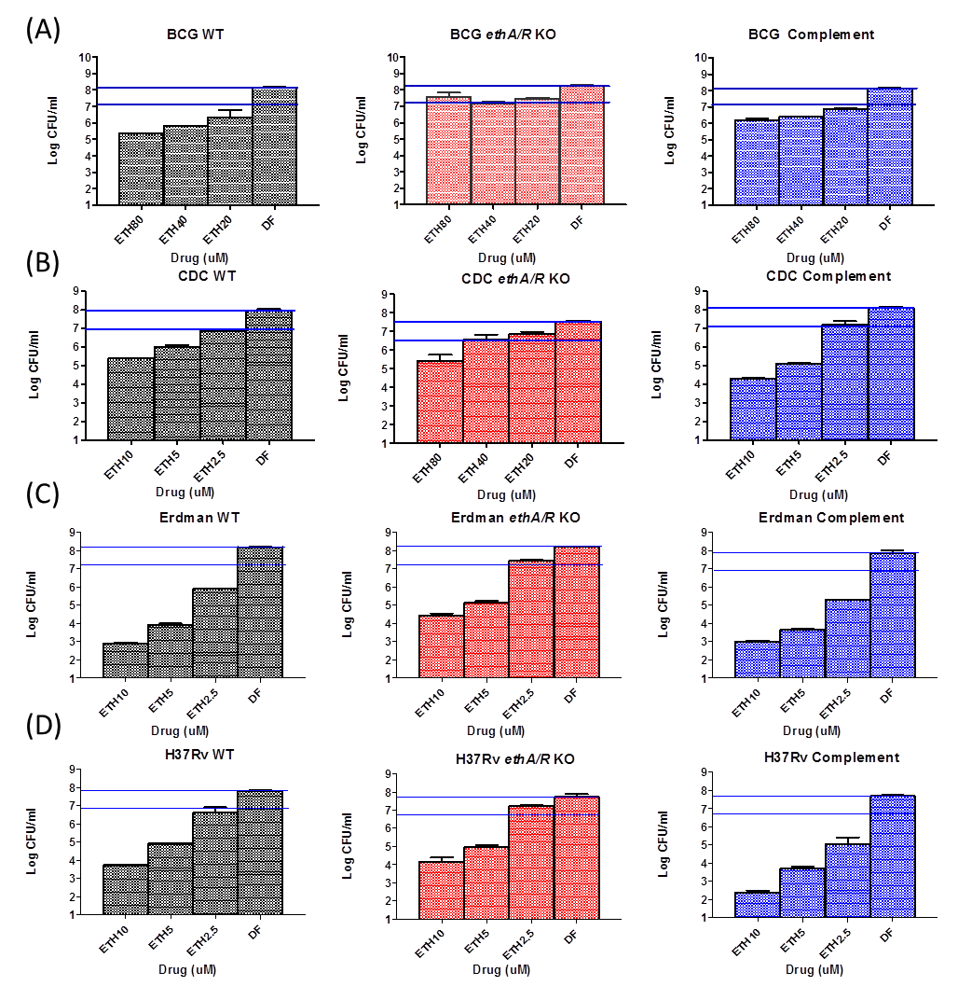 (A)
BCG WT
BCG ethA/R KO
BCG Complement
Log CFU/ml
10
9
8
7
6
5
4
3
2
1
ETH80
ETH40
ETH20
DF
Drug (uM)
Log CFU/ml
10
9
8
7
6
5
4
3
2
1
ETH80
ETH40
ETH20
DF
Drug (uM)
Log CFU/ml
10
9
8
7
6
5
4
3
2
1
ETH80
ETH40
ETH20
DF
Drug (uM)
(B)
CDC WT
CDC ethA/R KO
CDC Complement
Log CFU/ml
9
8
7
6
5
4
3
2
1
ETH10
ETH5
ETH2.5
DF
Drug (uM)
Log CFU/ml
9
8
7
6
5
4
3
2
1
ETH80
ETH40
ETH20
DF
Drug (uM)
Log CFU/ml
9
8
7
6
5
4
3
2
1
ETH10
ETH5
ETH2.5
DF
Drug (uM)
(C)
Erdman WT
Erdman ethA/R KO
Erdman Complement
Log CFU/ml
9
8
7
6
5
4
3
2
1
ETH10
ETH5
ETH2.5
DF
Drug (uM)
Log CFU/ml
9
8
7
6
5
4
3
2
1
ETH10
ETH5
ETH2.5
DF
Drug (uM)
Log CFU/ml
9
8
7
6
5
4
3
2
1
ETH10
ETH5
ETH2.5
DF
Drug (uM)
(D)
H37Rv WT
H37Rv ethA/R KO
H37Rv Complement
Log CFU/ml
9
8
7
6
5
4
3
2
1
ETH10
ETH5
ETH2.5
DF
Drug (uM)
Log CFU/ml
9
8
7
6
5
4
3
2
1
ETH10
ETH5
ETH2.5
DF
Drug (uM)
Log CFU/ml
9
8
7
6
5
4
3
2
1
ETH10
ETH5
ETH2.5
DF
Drug (uM)